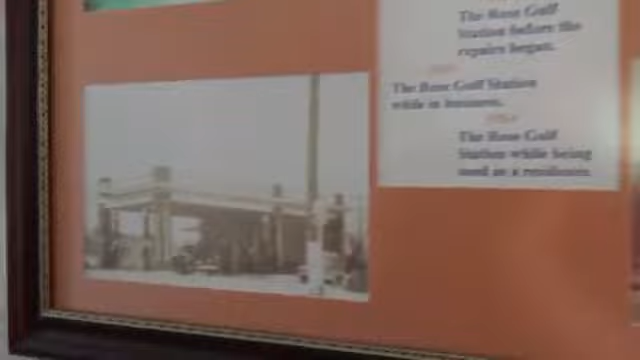 The Rose Gulf
Station before the
repairs began.
The Rose Gulf Station
while in business.
The Rose Gulf
Station while being
used as a residence.